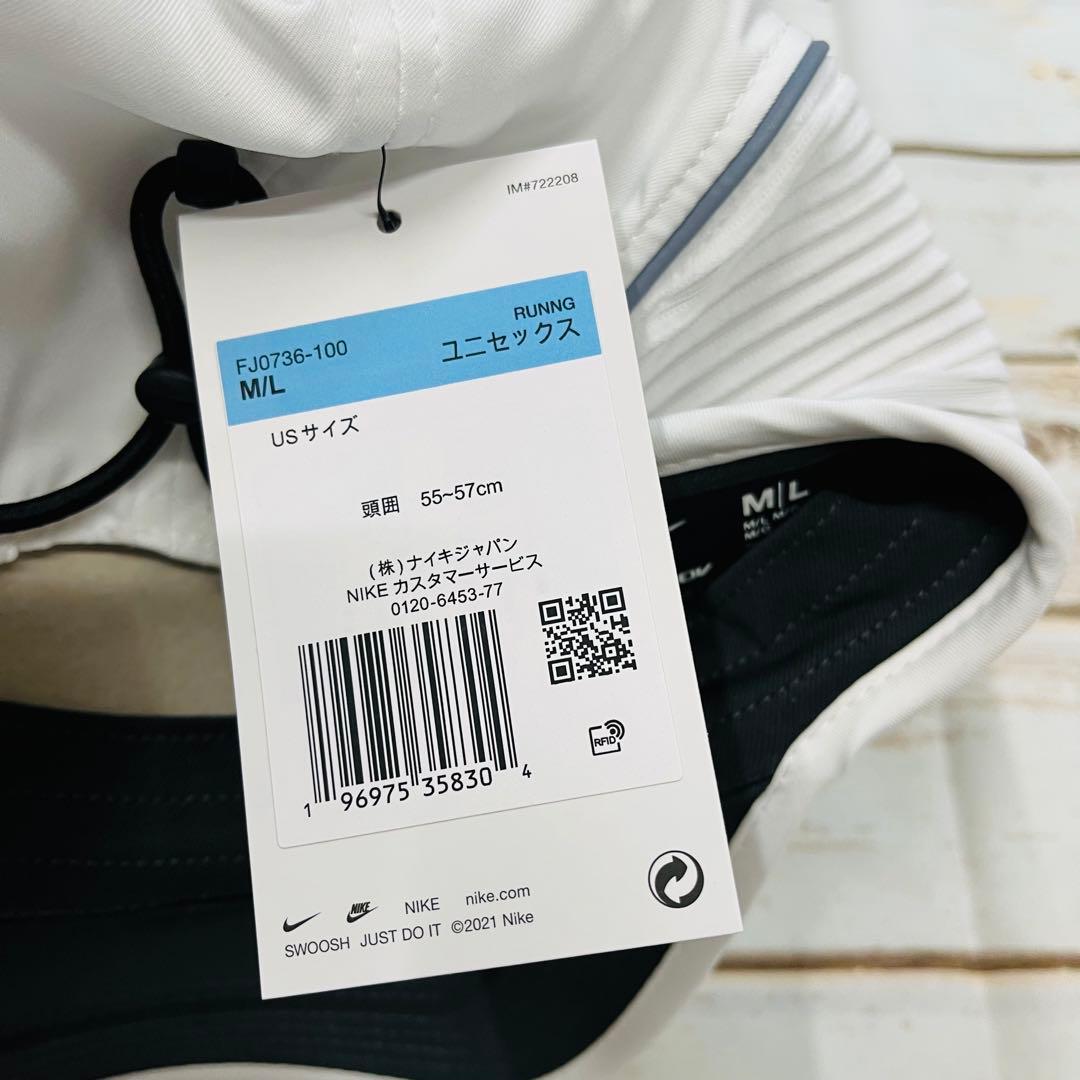 IM#722208
RUNNG
FJ0736-100
ユニセックス
M/L
USサイズ
頭囲 55~57cm
(株)ナイキジャパン
NIKE カスタマーサービス
0120-6453-77
RFID
1 96975 35830 4
NIKE NIKE nike.com
SWOOSH JUST DO IT ©2021 Nike
M/L